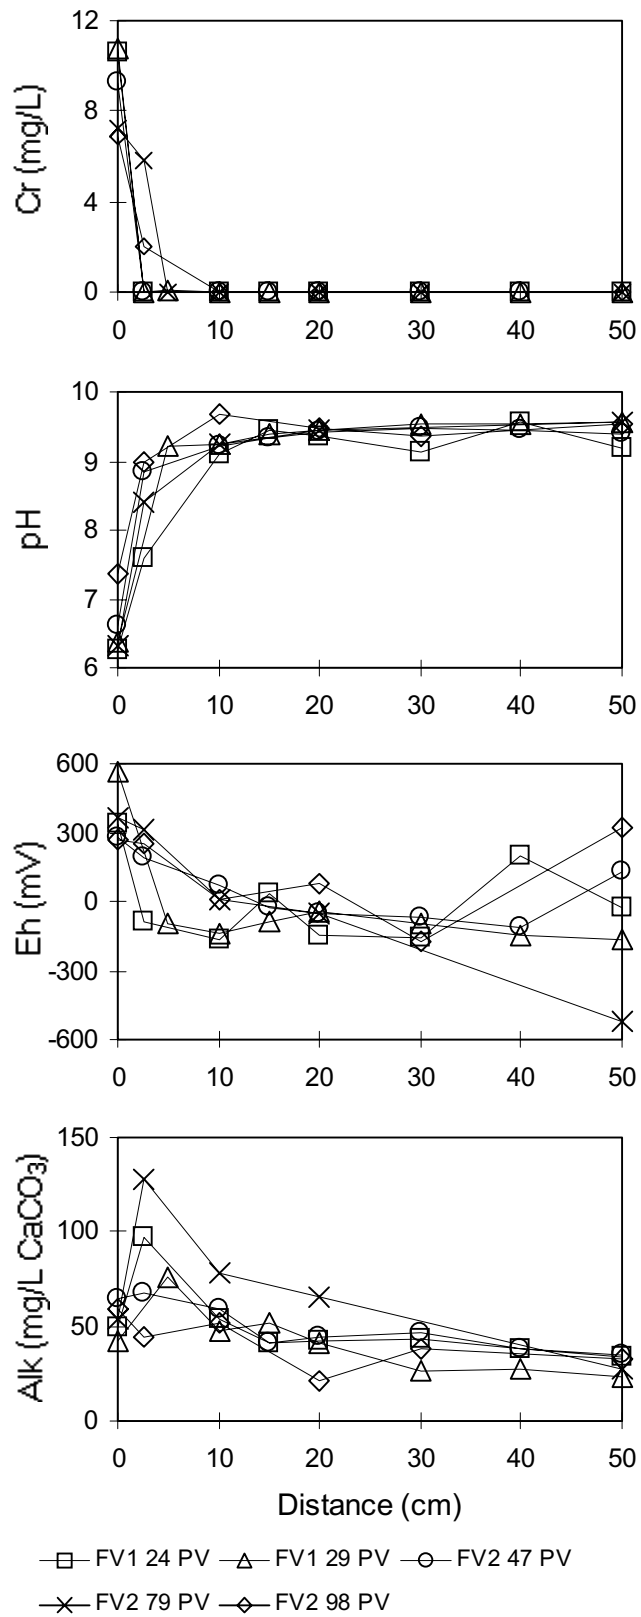 12
8
4
0
Cr (mg/L)
0 10 20 30 40 50
10
9
8
7
6
pH
0 10 20 30 40 50
600
300
0
-300
-600
Eh (mV)
0 10 20 30 40 50
150
100
50
0
Alk (mg/L CaCO₃)
0 10 20 30 40 50
Distance (cm)
FV1 24 PV FV1 29 PV FV2 47 PV
FV2 79 PV FV2 98 PV